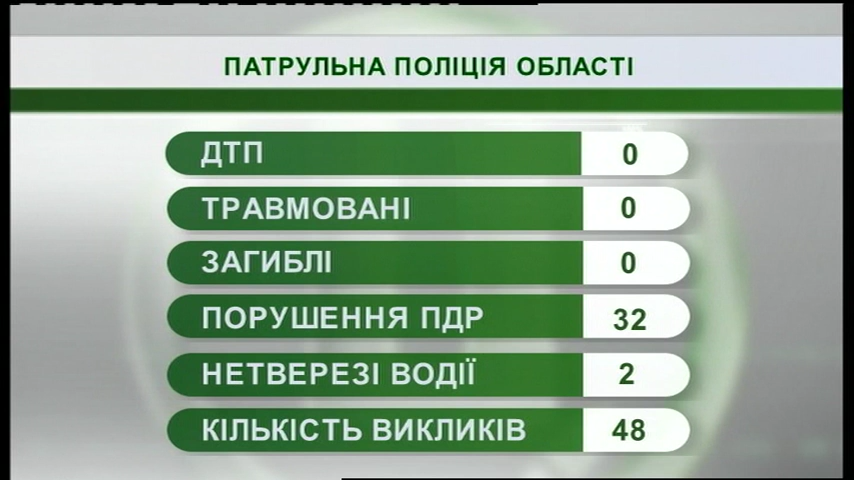 ПАТРУЛЬНА ПОЛІЦІЯ ОБЛАСТІ
ДТП 0
ТРАВМОВАНІ 0
ЗАГИБЛІ 0
ПОРУШЕННЯ ПДР 32
НЕТВЕРЕЗІ ВОДІЇ 2
КІЛЬКІСТЬ ВИКЛИКІВ 48